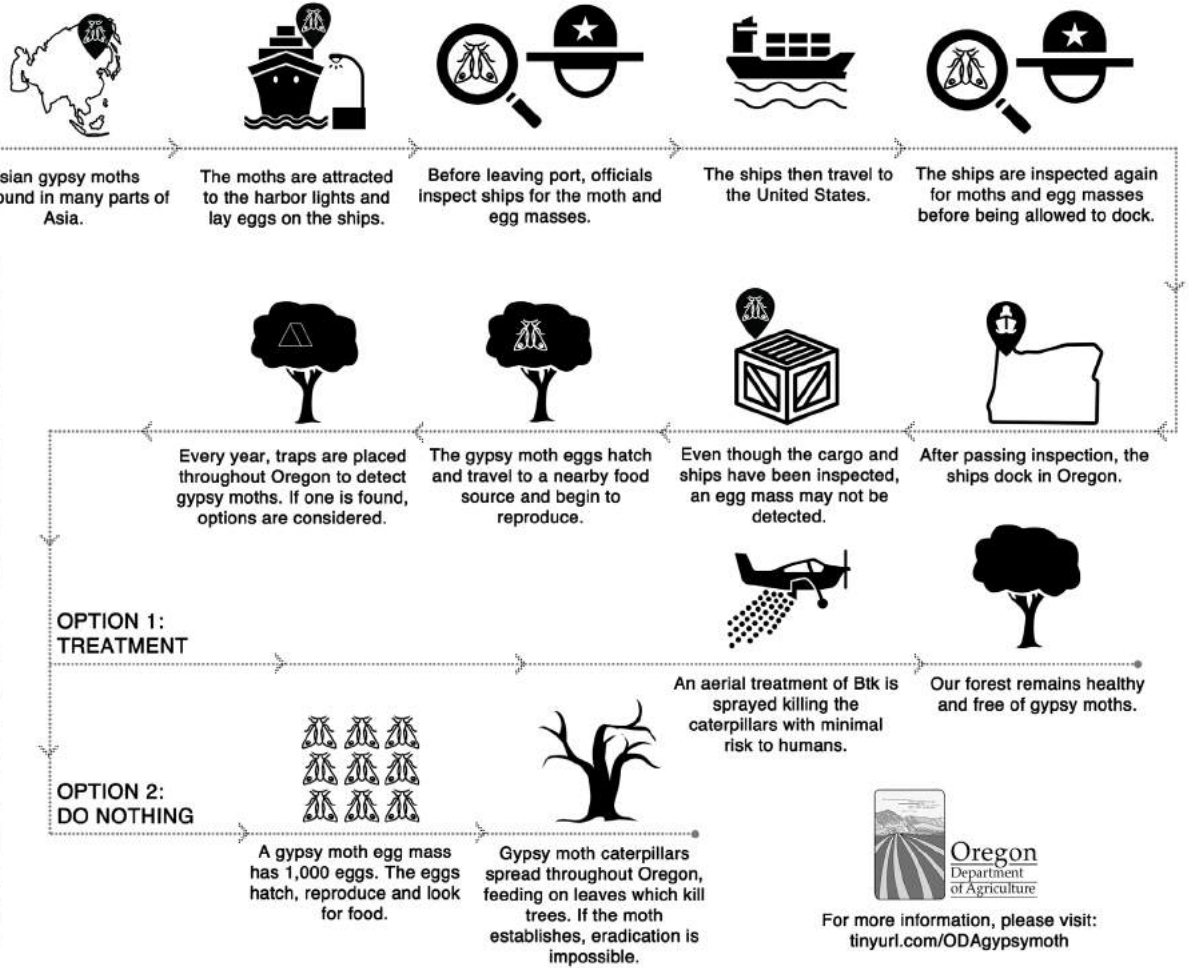 sian gypsy moths
ound in many parts of
Asia.
The moths are attracted
to the harbor lights and
lay eggs on the ships.
Before leaving port, officials
inspect ships for the moth and
egg masses.
The ships then travel to
the United States.
The ships are inspected again
for moths and egg masses
before being allowed to dock.
After passing inspection, the
ships dock in Oregon.
Even though the cargo and
ships have been inspected,
an egg mass may not be
detected.
The gypsy moth eggs hatch
and travel to a nearby food
source and begin to
reproduce.
Every year, traps are placed
throughout Oregon to detect
gypsy moths. If one is found,
options are considered.
OPTION 1:
TREATMENT
An aerial treatment of Btk is
sprayed killing the
caterpillars with minimal
risk to humans.
Our forest remains healthy
and free of gypsy moths.
OPTION 2:
DO NOTHING
A gypsy moth egg mass
has 1,000 eggs. The eggs
hatch, reproduce and look
for food.
Gypsy moth caterpillars
spread throughout Oregon,
feeding on leaves which kill
trees. If the moth
establishes, eradication is
impossible.
Oregon
Department
of Agriculture
For more information, please visit:
tinyurl.com/ODAgypsymoth